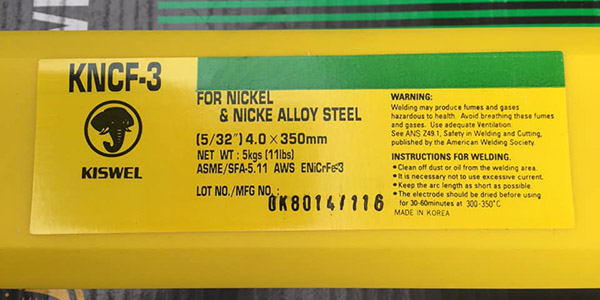 KNCF-3
KISWEL
FOR NICKEL
& NICKE ALLOY STEEL
(5/32") 4.0 × 350mm
NET WT : 5kgs (11lbs)
ASME/SFA-5.11 AWS ENiCrFe-3
LOT NO./MFG NO. :
0K8014/116
WARNING:
Welding may produce fumes and gases
hazardous to health. Avoid breathing these fumes
and gases. Use adequate Ventilation.
See ANS Z49.1, Safety in Welding and Cutting,
published by the American Welding Society.
INSTRUCTIONS FOR WELDING.
• Clean off dust or oil from the welding area.
• It is necessary not to use excessive current.
• Keep the arc length as short as possible.
• The electrode should be dried before using
for 30-60minutes at 300-350°C
MADE IN KOREA